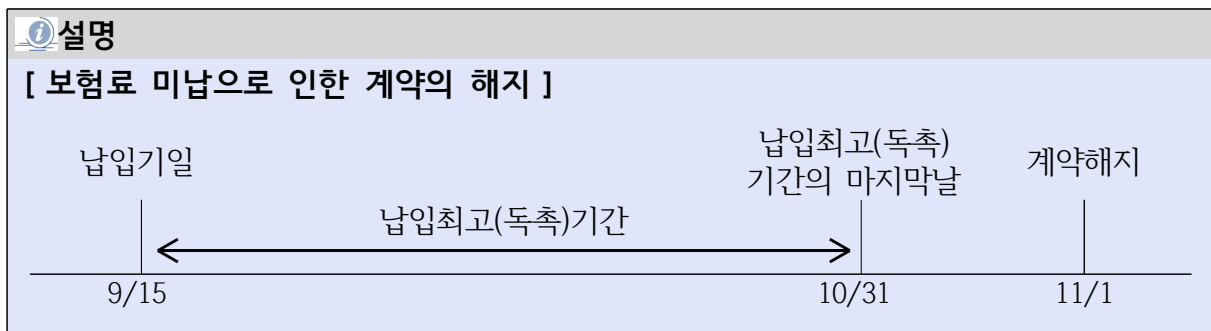 설명
[ 보험료 미납으로 인한 계약의 해지 ]
납입기일
납입최고(독촉)
기간의 마지막날
계약해지
납입최고(독촉)기간
9/15
10/31
11/1